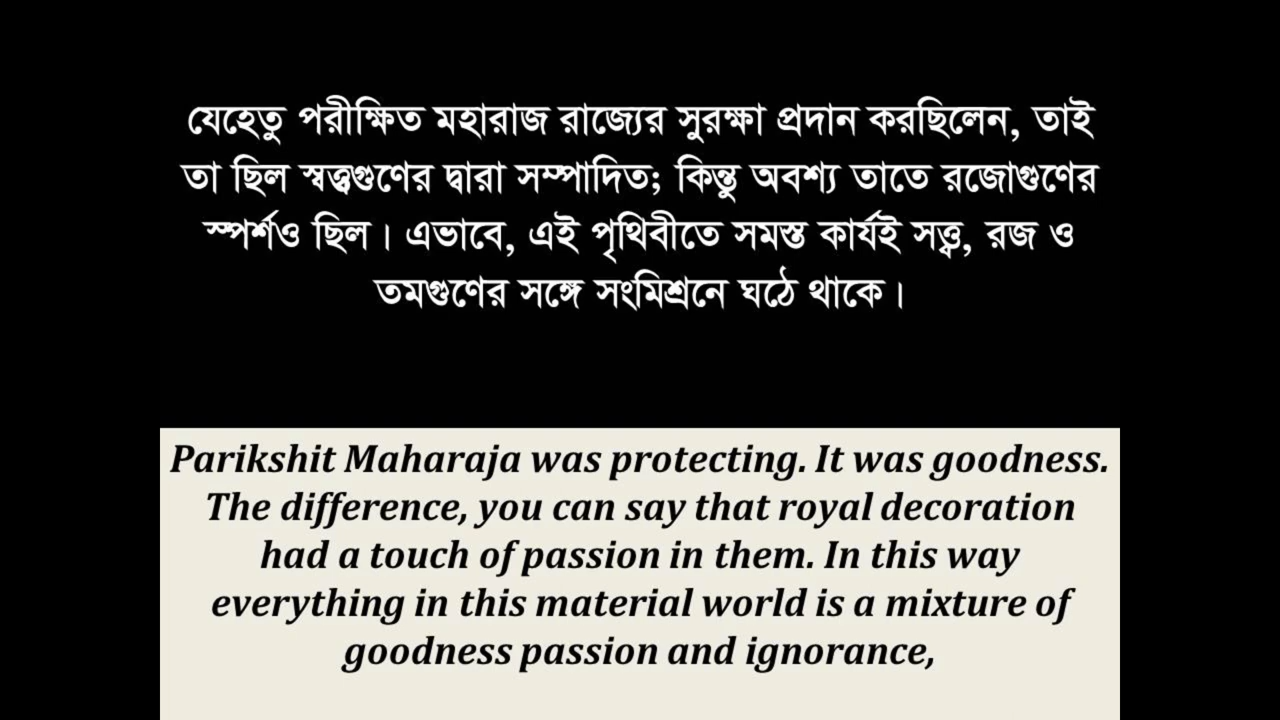 যেহেতু পরীক্ষিত মহারাজ রাজ্যের সুরক্ষা প্রদান করছিলেন, তাই
তা ছিল স্বত্ত্বগুণের দ্বারা সম্পাদিত; কিন্তু অবশ্য তাতে রজোগুণের
স্পর্শও ছিল। এভাবে, এই পৃথিবীতে সমস্ত কার্যই সত্ত্ব, রজ ও
তমগুণের সঙ্গে সংমিশ্রনে ঘঠে থাকে।
Parikshit Maharaja was protecting. It was goodness.
The difference, you can say that royal decoration
had a touch of passion in them. In this way
everything in this material world is a mixture of
goodness passion and ignorance,